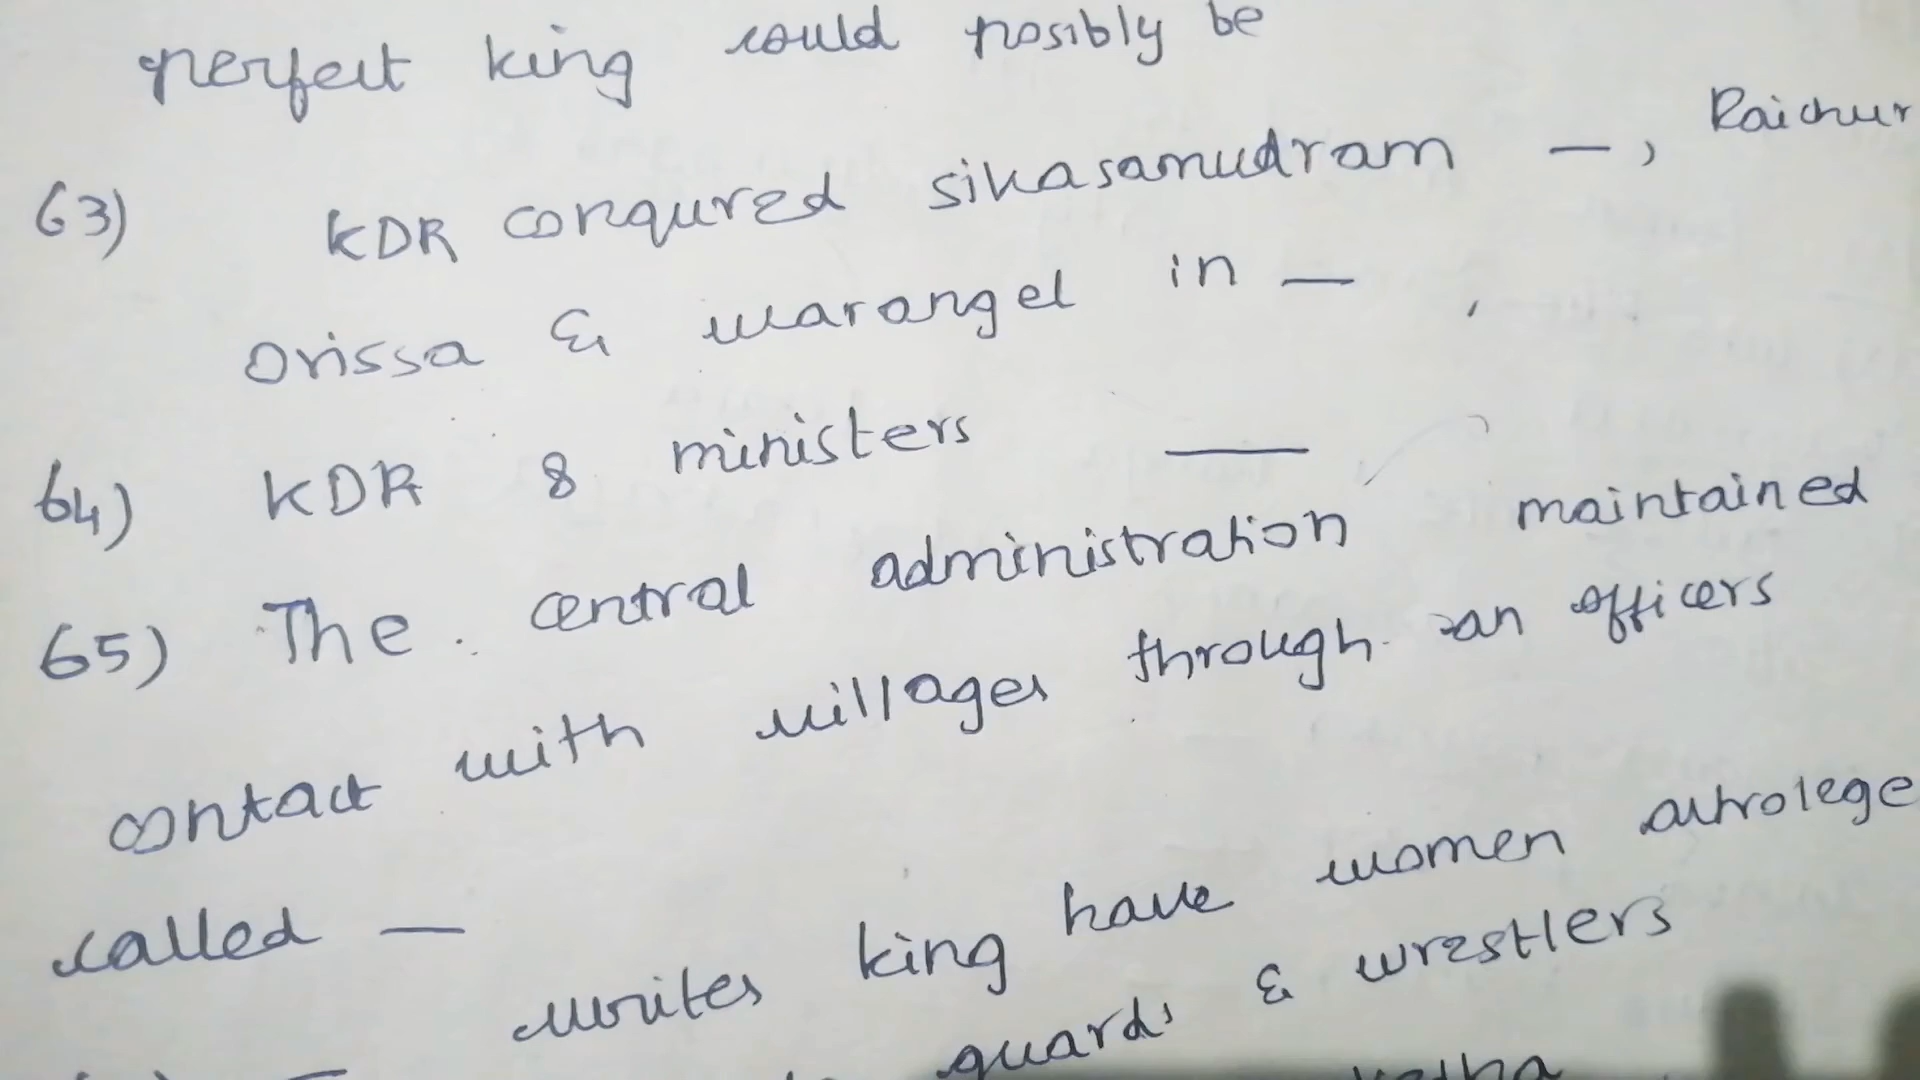 perfect king could posibly be
63) KDR conqured sikasamudram — , Raichur
Orissa & warangel in — ,
64) KDR 8 ministers —
65) The central administration maintained
contact with villages through an officers
called —
writes king have women astrologe
guards & wrestlers